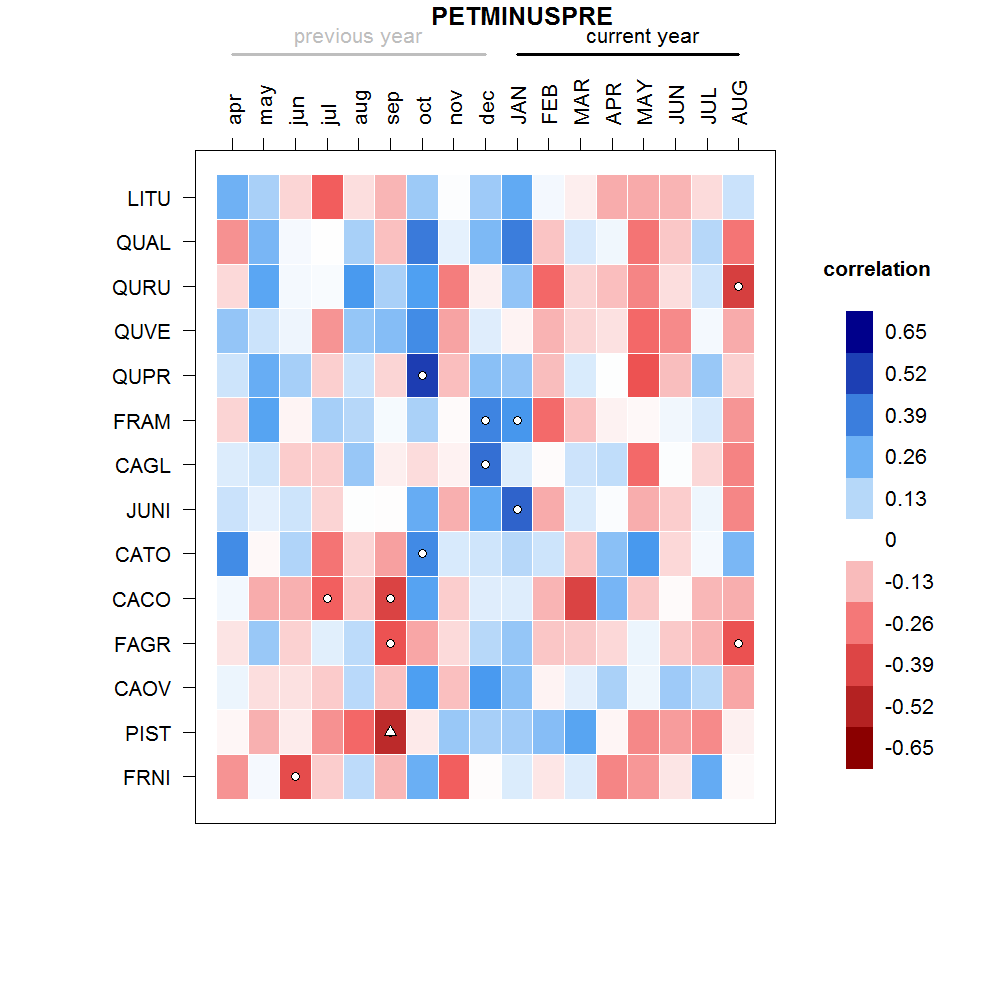 PETMINUSPRE
previous year current year
apr may jun jul aug sep oct nov dec JAN FEB MAR APR MAY JUN JUL AUG
LITU
QUAL
QURU
QUVE
QUPR
FRAM
CAGL
JUNI
CATO
CACO
FAGR
CAOV
PIST
FRNI
correlation
0.65
0.52
0.39
0.26
0.13
0
-0.13
-0.26
-0.39
-0.52
-0.65